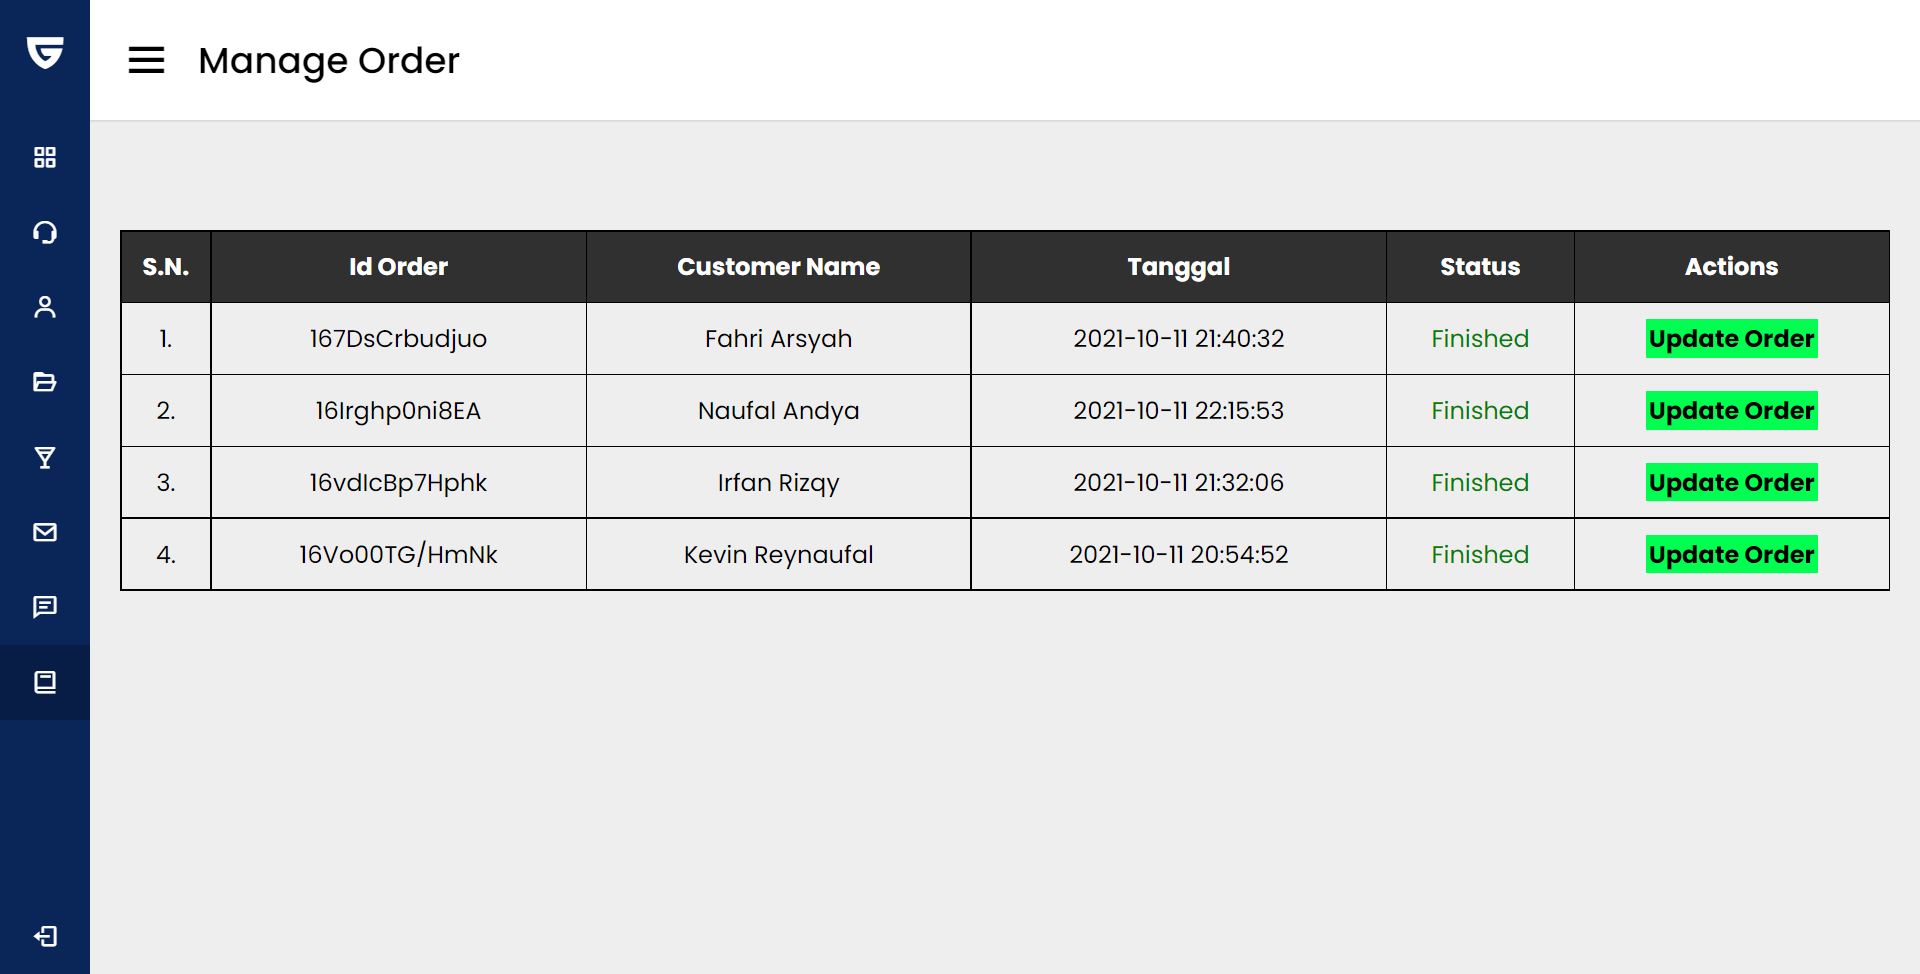 Manage Order
S.N. Id Order Customer Name Tanggal Status Actions
1. 167DsCrbudjuo Fahri Arsyah 2021-10-11 21:40:32 Finished Update Order
2. 16Irghp0ni8EA Naufal Andya 2021-10-11 22:15:53 Finished Update Order
3. 16vdIcBp7Hphk Irfan Rizqy 2021-10-11 21:32:06 Finished Update Order
4. 16Vo00TG/HmNk Kevin Reynaufal 2021-10-11 20:54:52 Finished Update Order